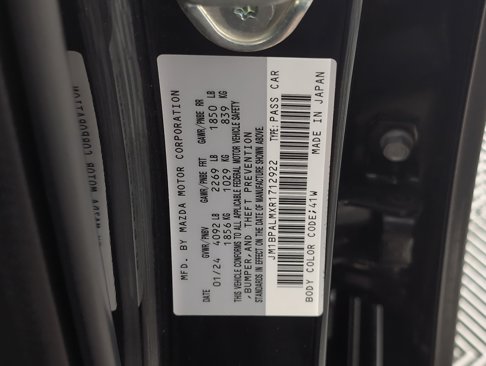 MFD. BY MAZDA MOTOR CORPORATION
DATE GVWR/PNBV GAWR/PNBE FRT GAWR/PNBE RR
01/24 4092 LB 2269 LB 1850 LB
1856 KG 1029 KG 839 KG
THIS VEHICLE CONFORMS TO ALL APPLICABLE FEDERAL MOTOR VEHICLE SAFETY
,BUMPER,AND THEFT PREVENTION
STANDARDS IN EFFECT ON THE DATE OF MANUFACTURE SHOWN ABOVE.
JM1BPALMXR1712922 TYPE: PASS CAR
BODY COLOR CODE;41W MADE IN JAPAN